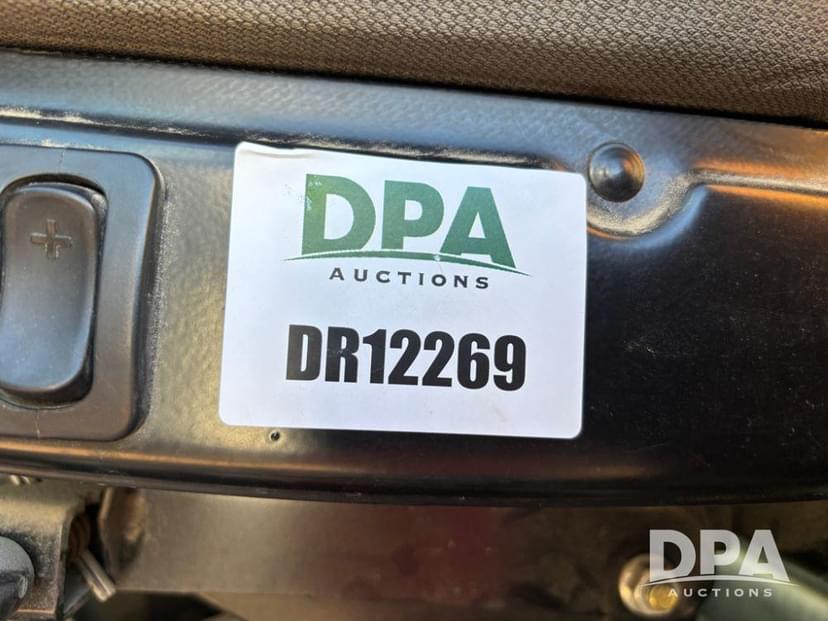 DPA
AUCTIONS
DR12269
+
DPA
AUCTIONS